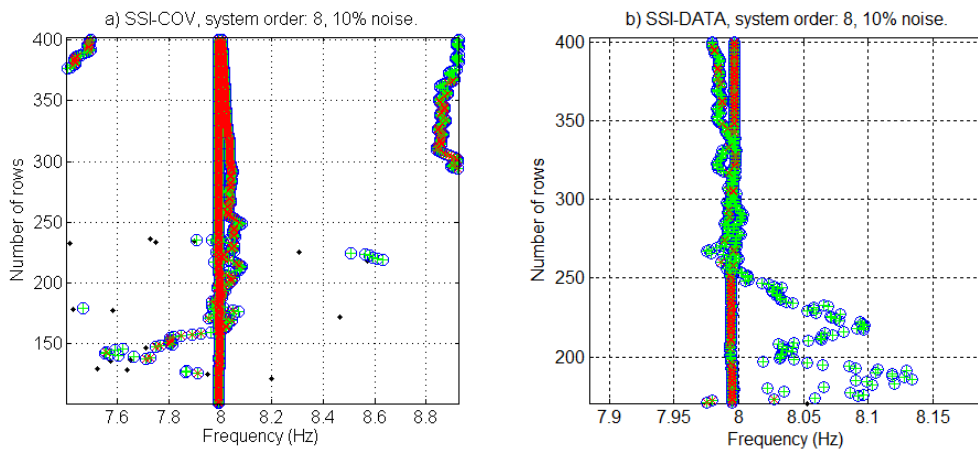 a) SSI-COV, system order: 8, 10% noise.
400
350
300
250
200
150
Number of rows
7.6 7.8 8 8.2 8.4 8.6 8.8
Frequency (Hz)
b) SSI-DATA, system order: 8, 10% noise.
400
350
300
250
200
Number of rows
7.9 7.95 8 8.05 8.1 8.15
Frequency (Hz)